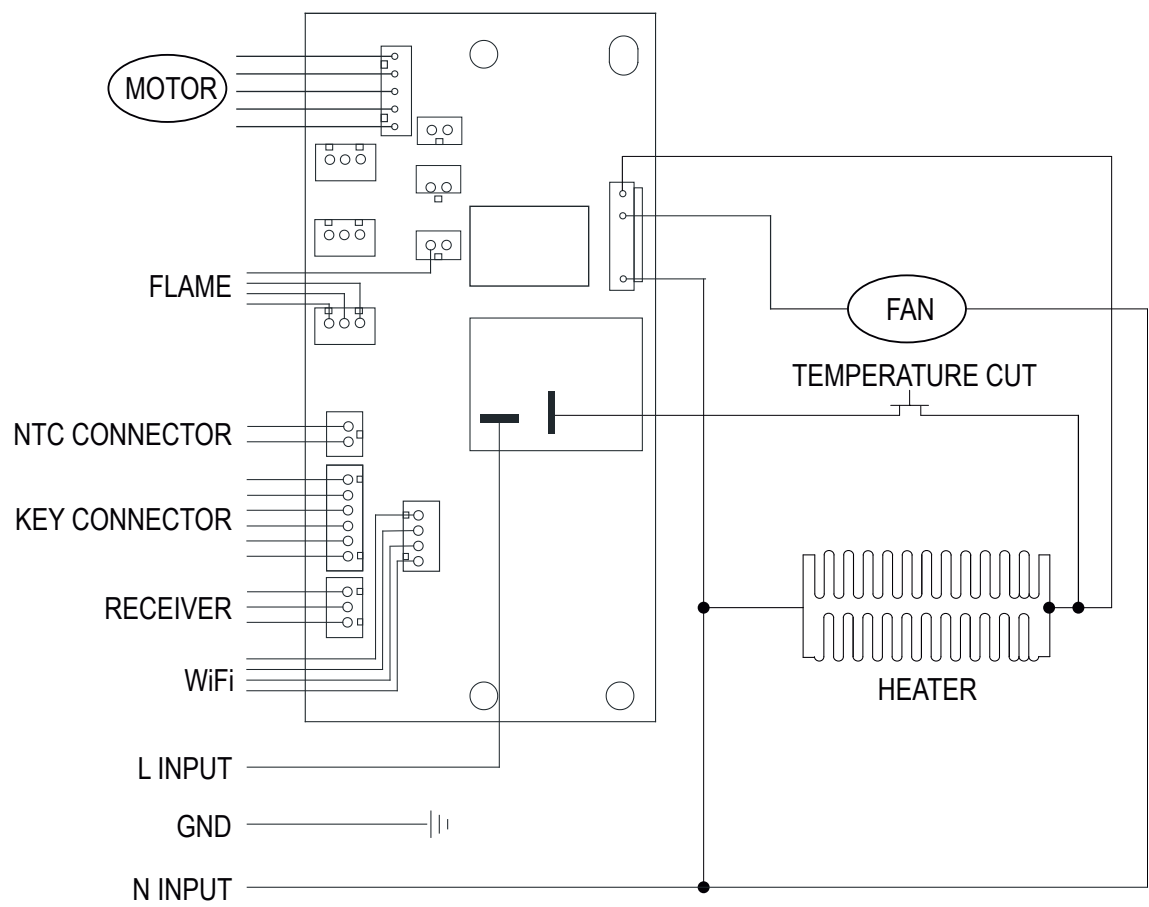 MOTOR
FLAME
FAN
TEMPERATURE CUT
NTC CONNECTOR
KEY CONNECTOR
RECEIVER
WiFi
HEATER
L INPUT
GND
N INPUT